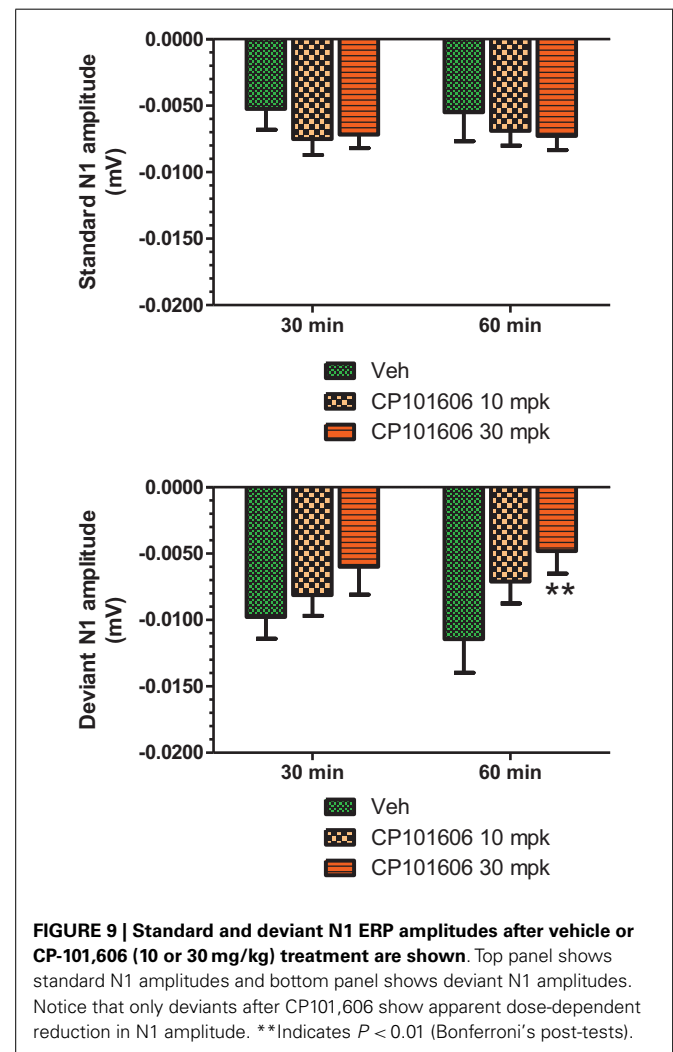 0.0000
-0.0050
-0.0100
-0.0150
-0.0200
Standard N1 amplitude
(mV)
30 min
60 min
Veh
CP101606 10 mpk
CP101606 30 mpk
0.0000
-0.0050
-0.0100
-0.0150
-0.0200
Deviant N1 amplitude
(mV)
**
30 min
60 min
Veh
CP101606 10 mpk
CP101606 30 mpk
FIGURE 9 | Standard and deviant N1 ERP amplitudes after vehicle or
CP-101,606 (10 or 30 mg/kg) treatment are shown. Top panel shows
standard N1 amplitudes and bottom panel shows deviant N1 amplitudes.
Notice that only deviants after CP101,606 show apparent dose-dependent
reduction in N1 amplitude. **Indicates P < 0.01 (Bonferroni's post-tests).